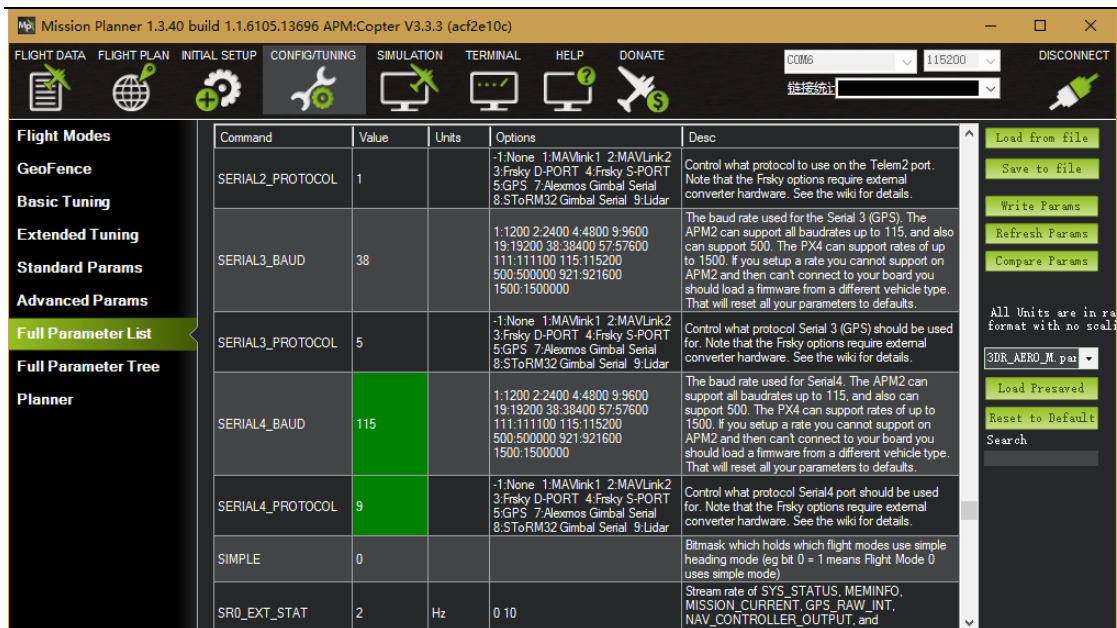 Mission Planner 1.3.40 build 1.1.6105.13696 APM:Copter V3.3.3 (acf2e10c)
FLIGHT DATA FLIGHT PLAN INITIAL SETUP CONFIG/TUNING SIMULATION TERMINAL HELP DONATE
COM6 115200 DISCONNECT
链接统计
Flight Modes
GeoFence
Basic Tuning
Extended Tuning
Standard Params
Advanced Params
Full Parameter List
Full Parameter Tree
Planner
Command Value Units Options Desc
SERIAL2_PROTOCOL 1
-1:None 1:MAVlink1 2:MAVLink2
3:Frsky D-PORT 4:Frsky S-PORT
5:GPS 7:Alexmos Gimbal Serial
8:SToRM32 Gimbal Serial 9:Lidar
Control what protocol to use on the Telem2 port.
Note that the Frsky options require external
converter hardware. See the wiki for details.
SERIAL3_BAUD 38
1:1200 2:2400 4:4800 9:9600
19:19200 38:38400 57:57600
111:111100 115:115200
500:500000 921:921600
1500:1500000
The baud rate used for the Serial 3 (GPS). The
APM2 can support all baudrates up to 115, and also
can support 500. The PX4 can support rates of up
to 1500. If you setup a rate you cannot support on
APM2 and then can't connect to your board you
should load a firmware from a different vehicle type.
That will reset all your parameters to defaults.
SERIAL3_PROTOCOL 5
-1:None 1:MAVlink1 2:MAVLink2
3:Frsky D-PORT 4:Frsky S-PORT
5:GPS 7:Alexmos Gimbal Serial
8:SToRM32 Gimbal Serial 9:Lidar
Control what protocol Serial 3 (GPS) should be used
for. Note that the Frsky options require external
converter hardware. See the wiki for details.
SERIAL4_BAUD 115
1:1200 2:2400 4:4800 9:9600
19:19200 38:38400 57:57600
111:111100 115:115200
500:500000 921:921600
1500:1500000
The baud rate used for Serial4. The APM2 can
support all baudrates up to 115, and also can
support 500. The PX4 can support rates of up to
1500. If you setup a rate you cannot support on
APM2 and then can't connect to your board you
should load a firmware from a different vehicle type.
That will reset all your parameters to defaults.
SERIAL4_PROTOCOL 9
-1:None 1:MAVlink1 2:MAVLink2
3:Frsky D-PORT 4:Frsky S-PORT
5:GPS 7:Alexmos Gimbal Serial
8:SToRM32 Gimbal Serial 9:Lidar
Control what protocol Serial4 port should be used
for. Note that the Frsky options require external
converter hardware. See the wiki for details.
SIMPLE 0
Bitmask which holds which flight modes use simple
heading mode (eg bit 0 = 1 means Flight Mode 0
uses simple mode)
SR0_EXT_STAT 2 Hz 0 10
Stream rate of SYS_STATUS, MEMINFO,
MISSION_CURRENT, GPS_RAW_INT,
NAV_CONTROLLER_OUTPUT, and
Load from file
Save to file
Write Params
Refresh Params
Compare Params
All Units are in ra
format with no scali
3DR_AERO_M.par
Load Presaved
Reset to Default
Search